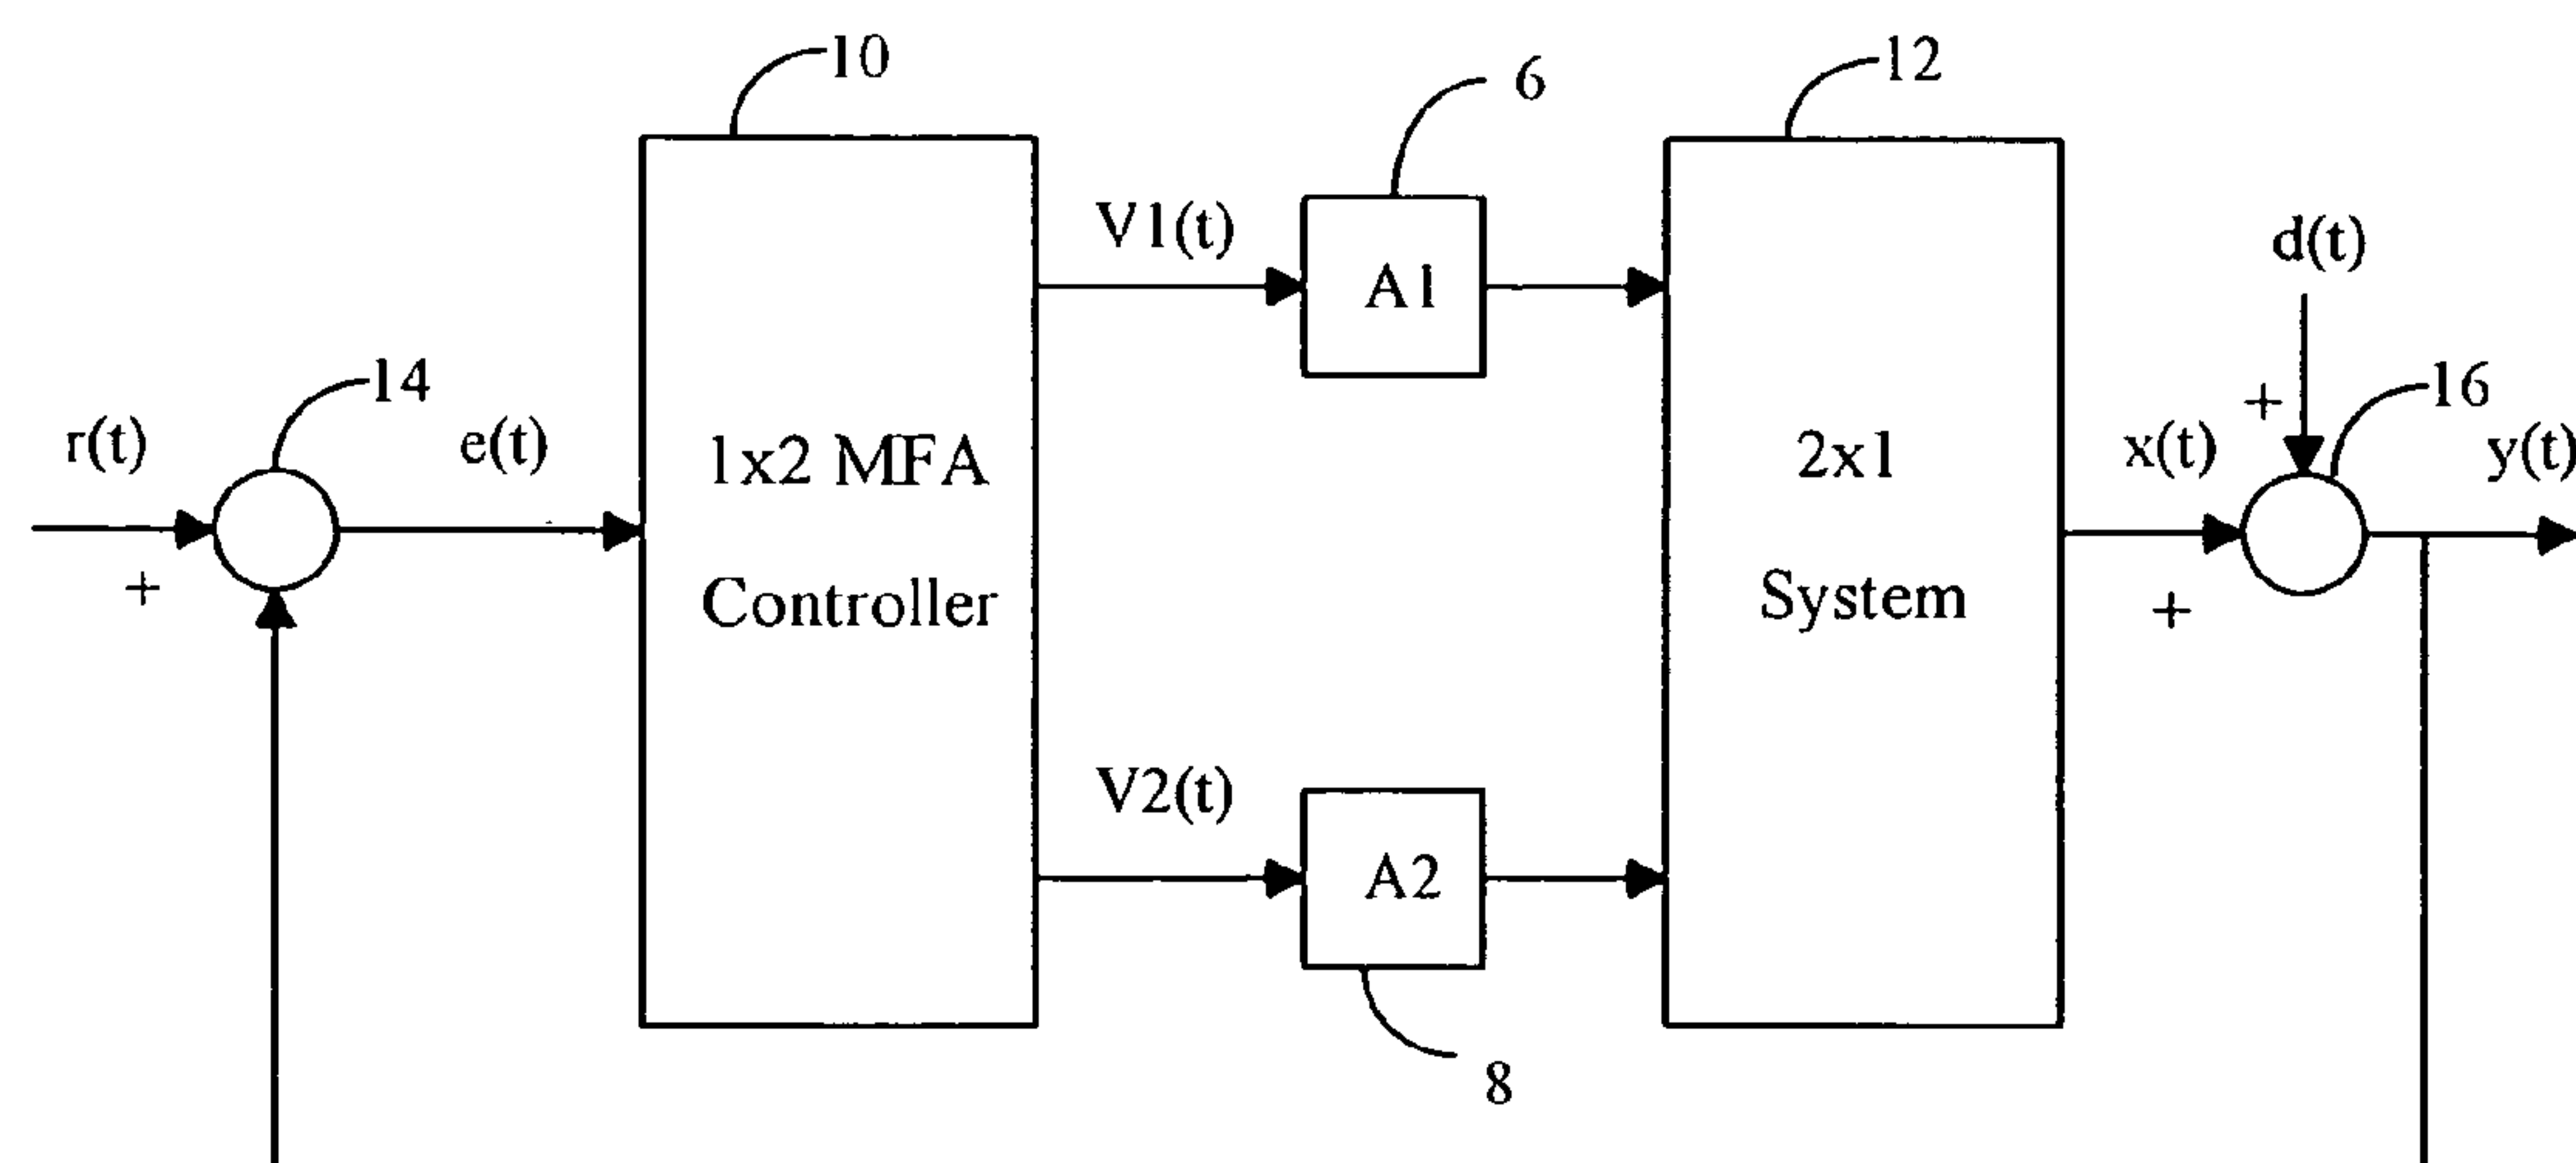 10
6
12
V1(t)
A1
d(t)
+
14
16
r(t)
e(t)
1x2 MFA
Controller
2x1
System
x(t)
y(t)
+
+
V2(t)
A2
8